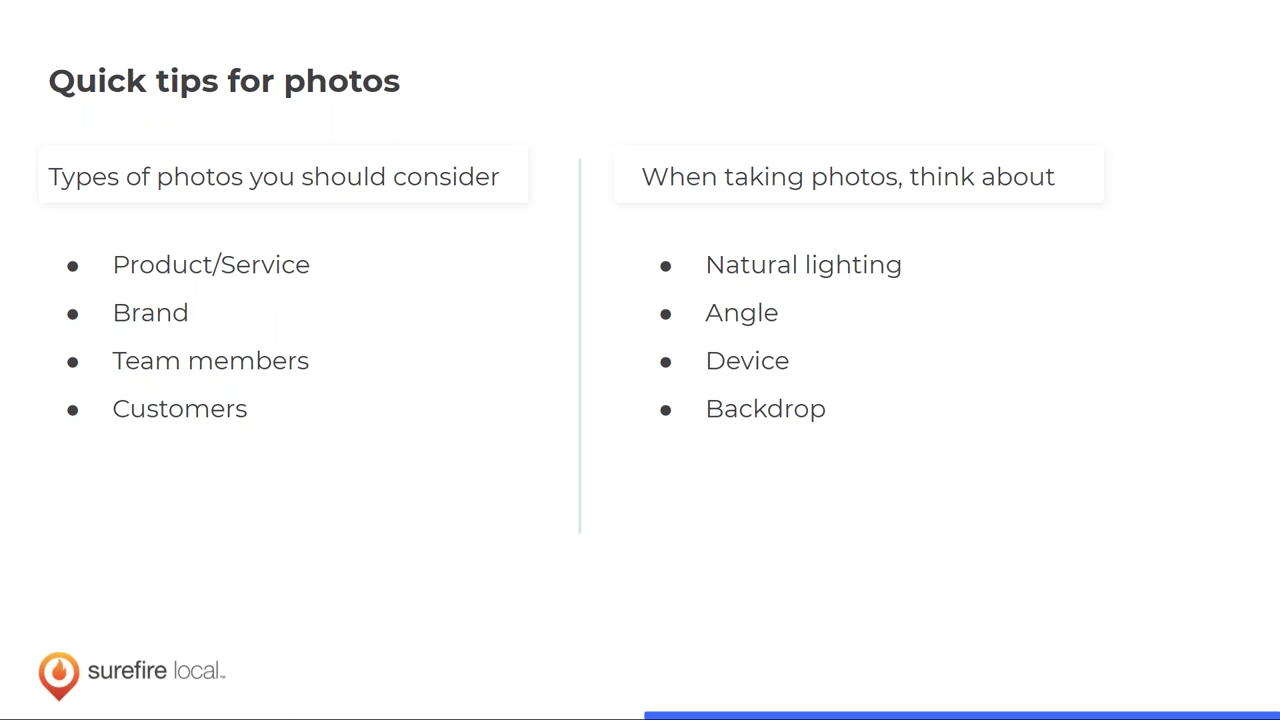 Quick tips for photos
Types of photos you should consider
● Product/Service
● Brand
● Team members
● Customers
When taking photos, think about
● Natural lighting
● Angle
● Device
● Backdrop
surefire local™